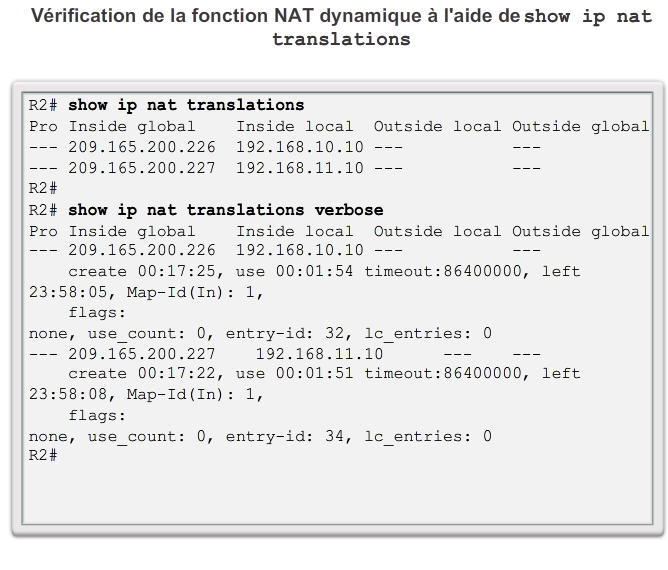 Vérification de la fonction NAT dynamique à l'aide de show ip nat
translations
R2# show ip nat translations
Pro Inside global    Inside local  Outside local Outside global
--- 209.165.200.226  192.168.10.10 ---           ---
--- 209.165.200.227  192.168.11.10 ---           ---
R2#
R2# show ip nat translations verbose
Pro Inside global    Inside local  Outside local Outside global
--- 209.165.200.226  192.168.10.10 ---           ---
    create 00:17:25, use 00:01:54 timeout:86400000, left
23:58:05, Map-Id(In): 1,
    flags:
none, use_count: 0, entry-id: 32, lc_entries: 0
--- 209.165.200.227    192.168.11.10      ---    ---
    create 00:17:22, use 00:01:51 timeout:86400000, left
23:58:08, Map-Id(In): 1,
    flags:
none, use_count: 0, entry-id: 34, lc_entries: 0
R2#